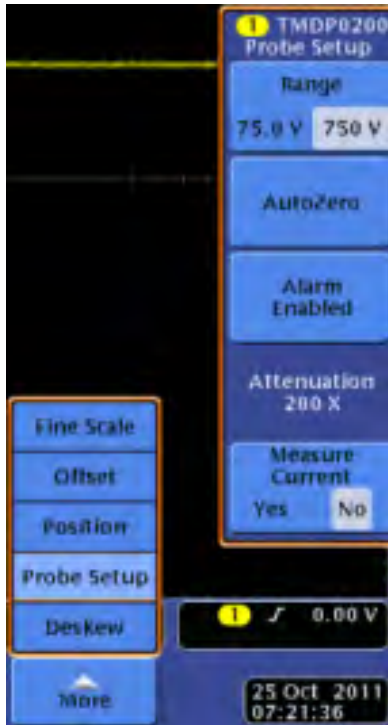 1 TMDP0200
Probe Setup
Range
75.0 V 750 V
AutoZero
Alarm
Enabled
Attenuation
Measure
Current
Yes No
Fine Scale
Offset
Position
Probe Setup
Deskew
More
1 0.00 V
25 Oct 2011
07:21:36